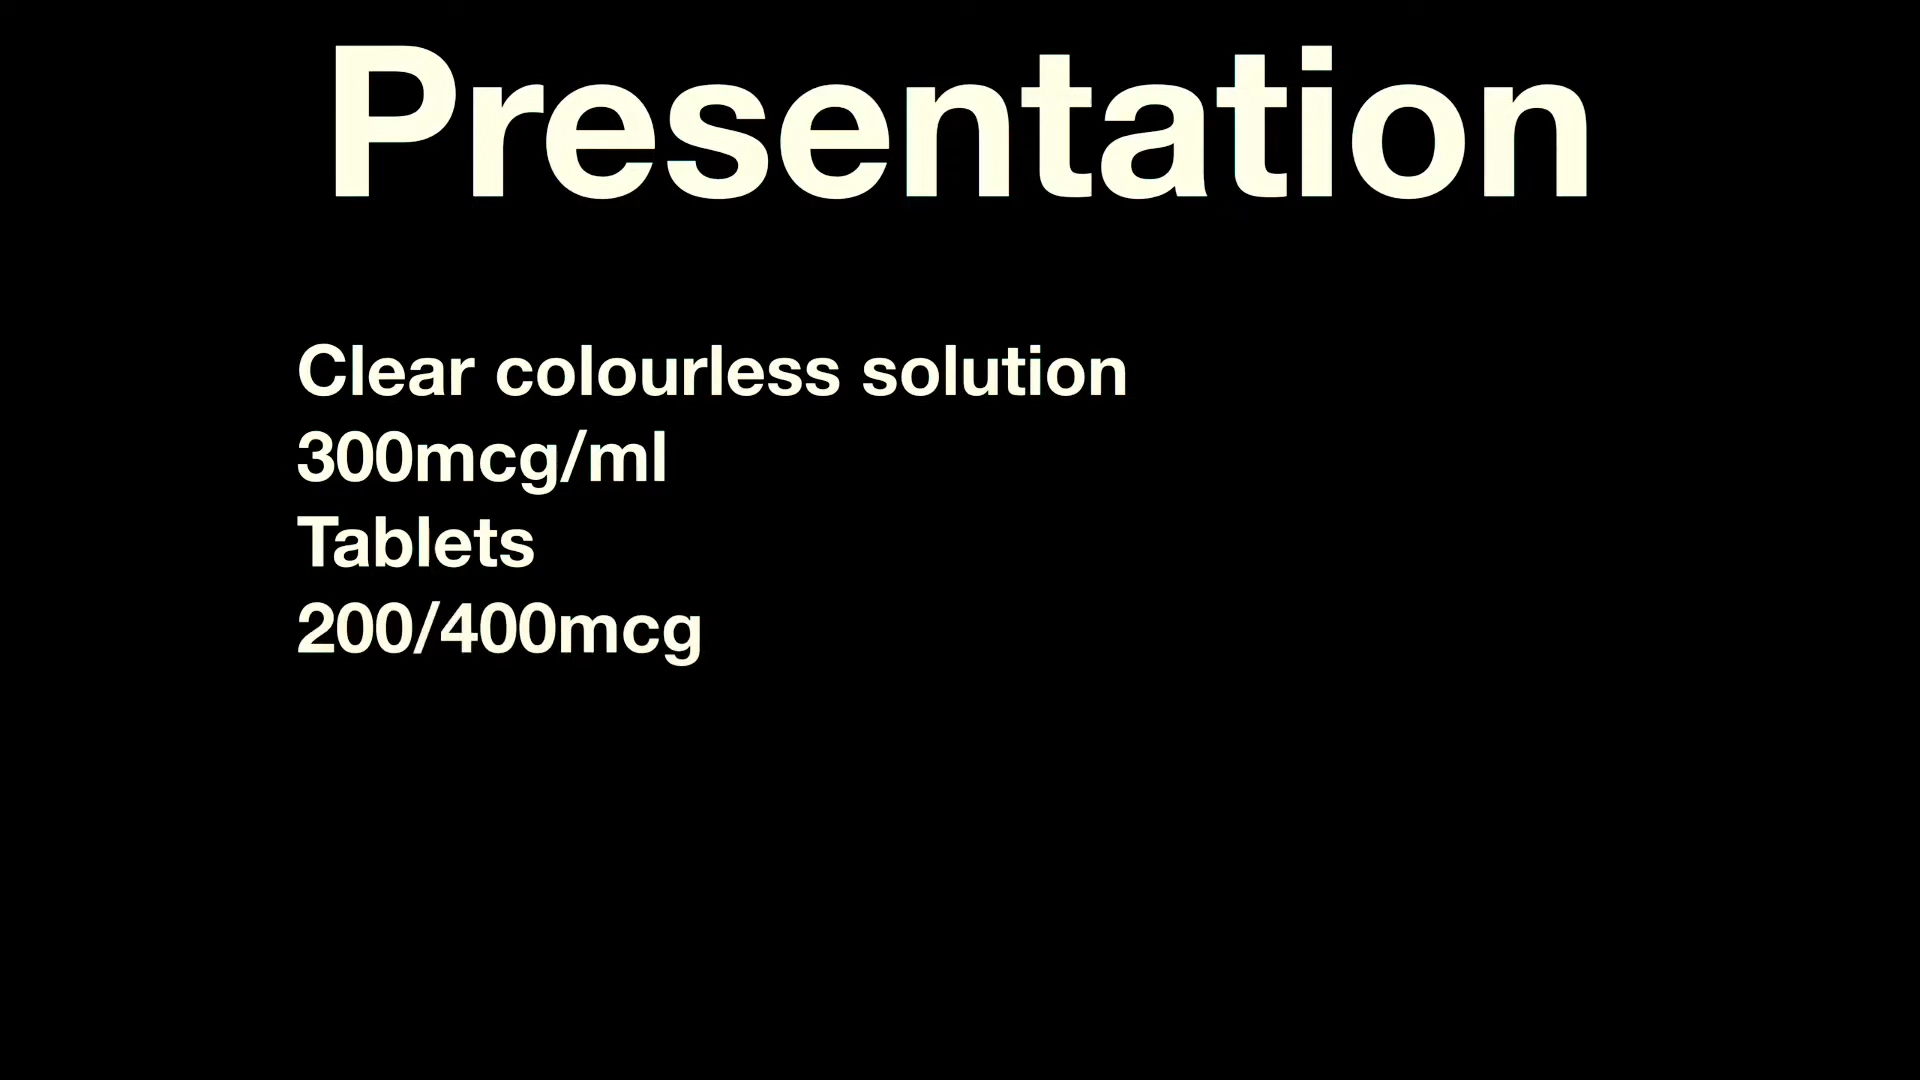 Presentation
Clear colourless solution
300mcg/ml
Tablets
200/400mcg